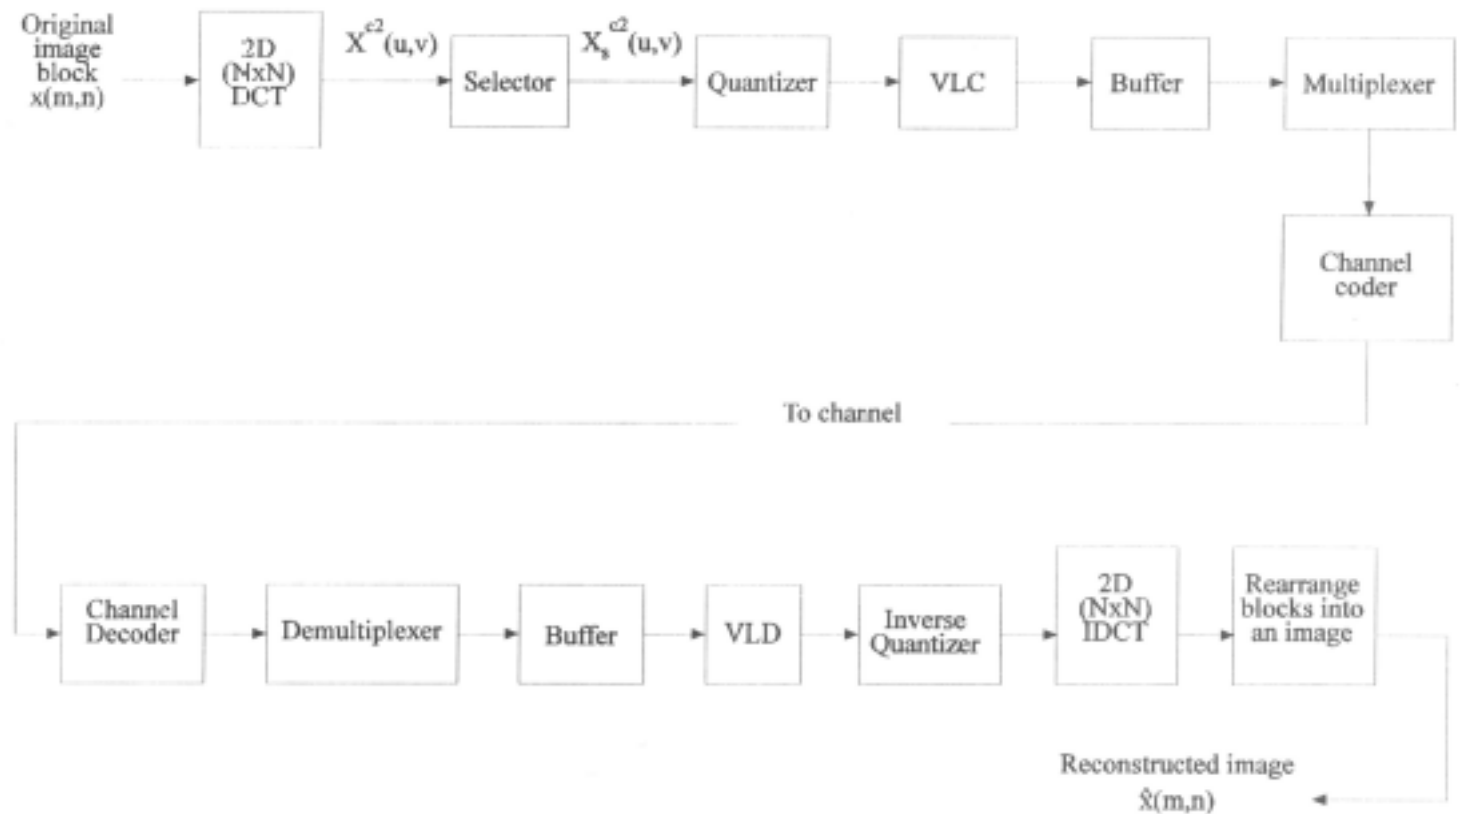 Original
image
block
x(m,n)
2D
(NxN)
DCT
X^c2(u,v)
Selector
X_s^c2(u,v)
Quantizer
VLC
Buffer
Multiplexer
Channel
coder
To channel
Channel
Decoder
Demultiplexer
Buffer
VLD
Inverse
Quantizer
2D
(NxN)
IDCT
Rearrange
blocks into
an image
Reconstructed image
x̂(m,n)